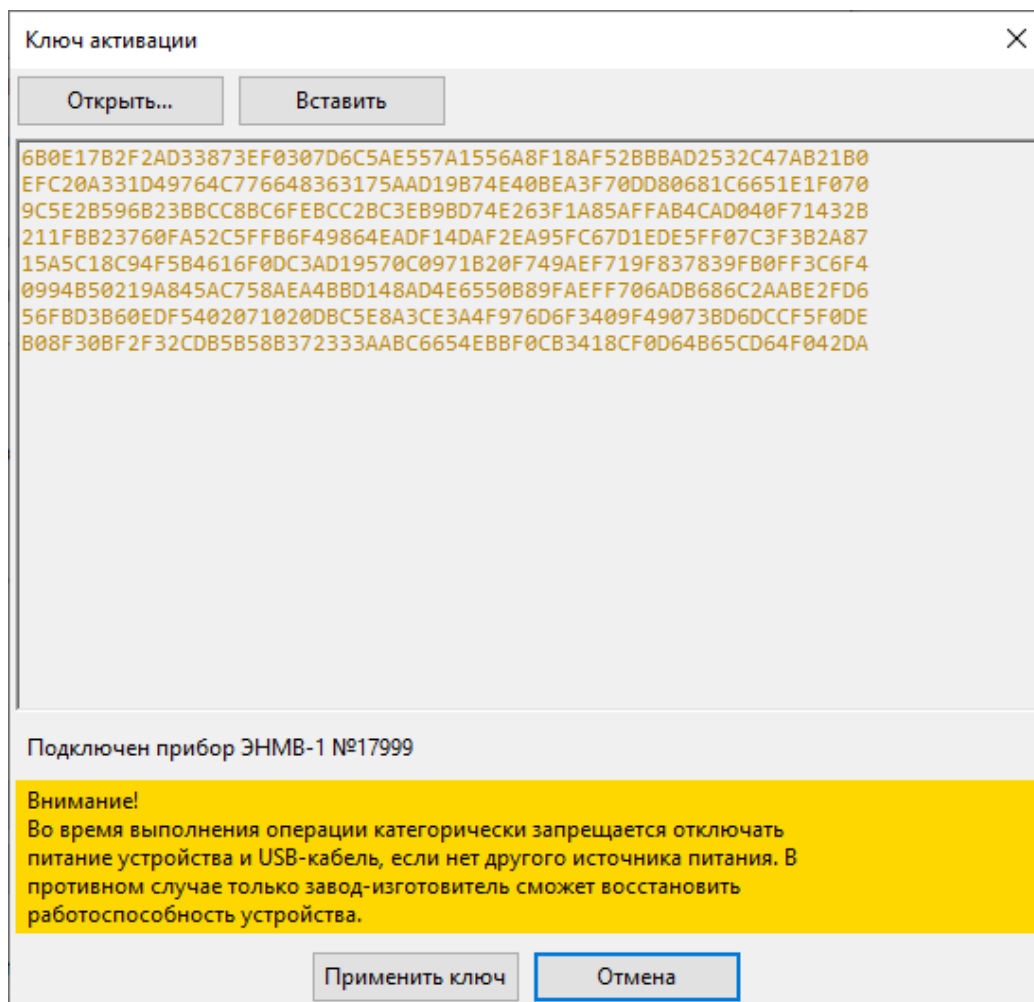 Ключ активации
Открыть...
Вставить
6B0E17B2F2AD33873EF0307D6C5AE557A1556A8F18AF52BBBAD2532C47AB21B0
EFC20A331D49764C776648363175AAD19B74E40BEA3F70DD80681C6651E1F070
9C5E2B596B23BBCC8BC6FEBCC2BC3EB9BD74E263F1A85AFFAB4CAD040F71432B
211FBB23760FA52C5FFB6F49864EADF14DAF2EA95FC67D1EDE5FF07C3F3B2A87
15A5C18C94F5B4616F0DC3AD19570C0971B20F749AEF719F837839FB0FF3C6F4
0994B50219A845AC758AEA4BBD148AD4E6550B89FAEFF706ADB686C2AABE2FD6
56FBD3B60EDF5402071020DBC5E8A3CE3A4F976D6F3409F49073BD6DCCF5F0DE
B08F30BF2F32CDB5B58B372333AABC6654EBBF0CB3418CF0D64B65CD64F042DA
Подключен прибор ЭНМВ-1 №17999
Внимание!
Во время выполнения операции категорически запрещается отключать
питание устройства и USB-кабель, если нет другого источника питания. В
противном случае только завод-изготовитель сможет восстановить
работоспособность устройства.
Применить ключ
Отмена